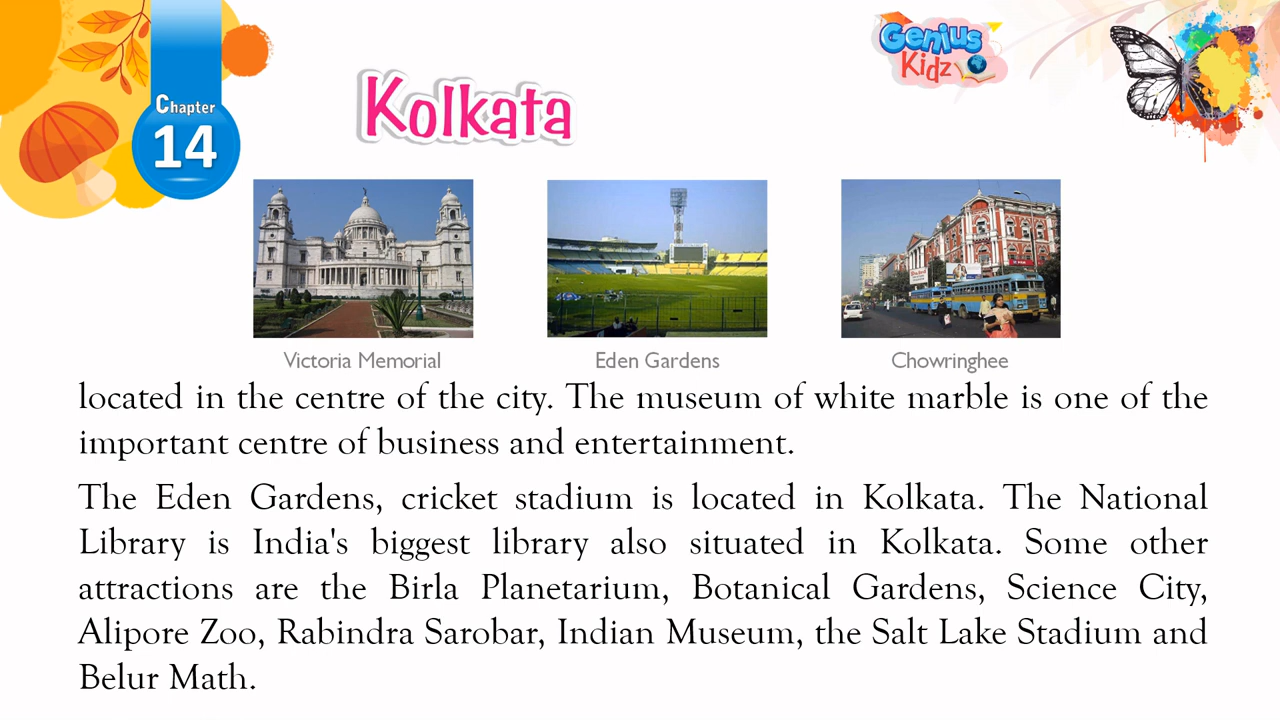 Genius
Kidz
Chapter
14
Kolkata
Victoria Memorial
Eden Gardens
Chowringhee
located in the centre of the city. The museum of white marble is one of the
important centre of business and entertainment.
The Eden Gardens, cricket stadium is located in Kolkata. The National
Library is India's biggest library also situated in Kolkata. Some other
attractions are the Birla Planetarium, Botanical Gardens, Science City,
Alipore Zoo, Rabindra Sarobar, Indian Museum, the Salt Lake Stadium and
Belur Math.